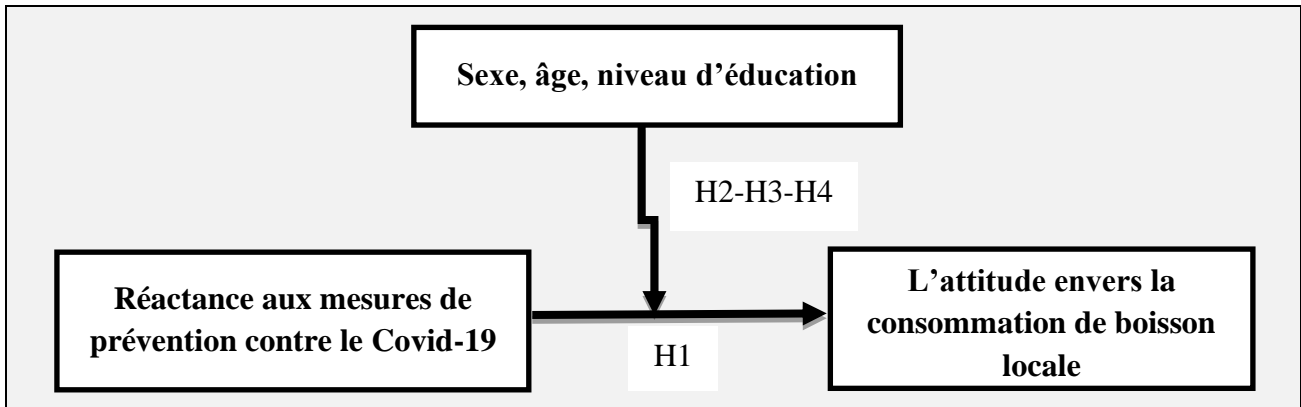 Sexe, âge, niveau d’éducation
H2-H3-H4
Réactance aux mesures de
prévention contre le Covid-19
H1
L’attitude envers la
consommation de boisson
locale